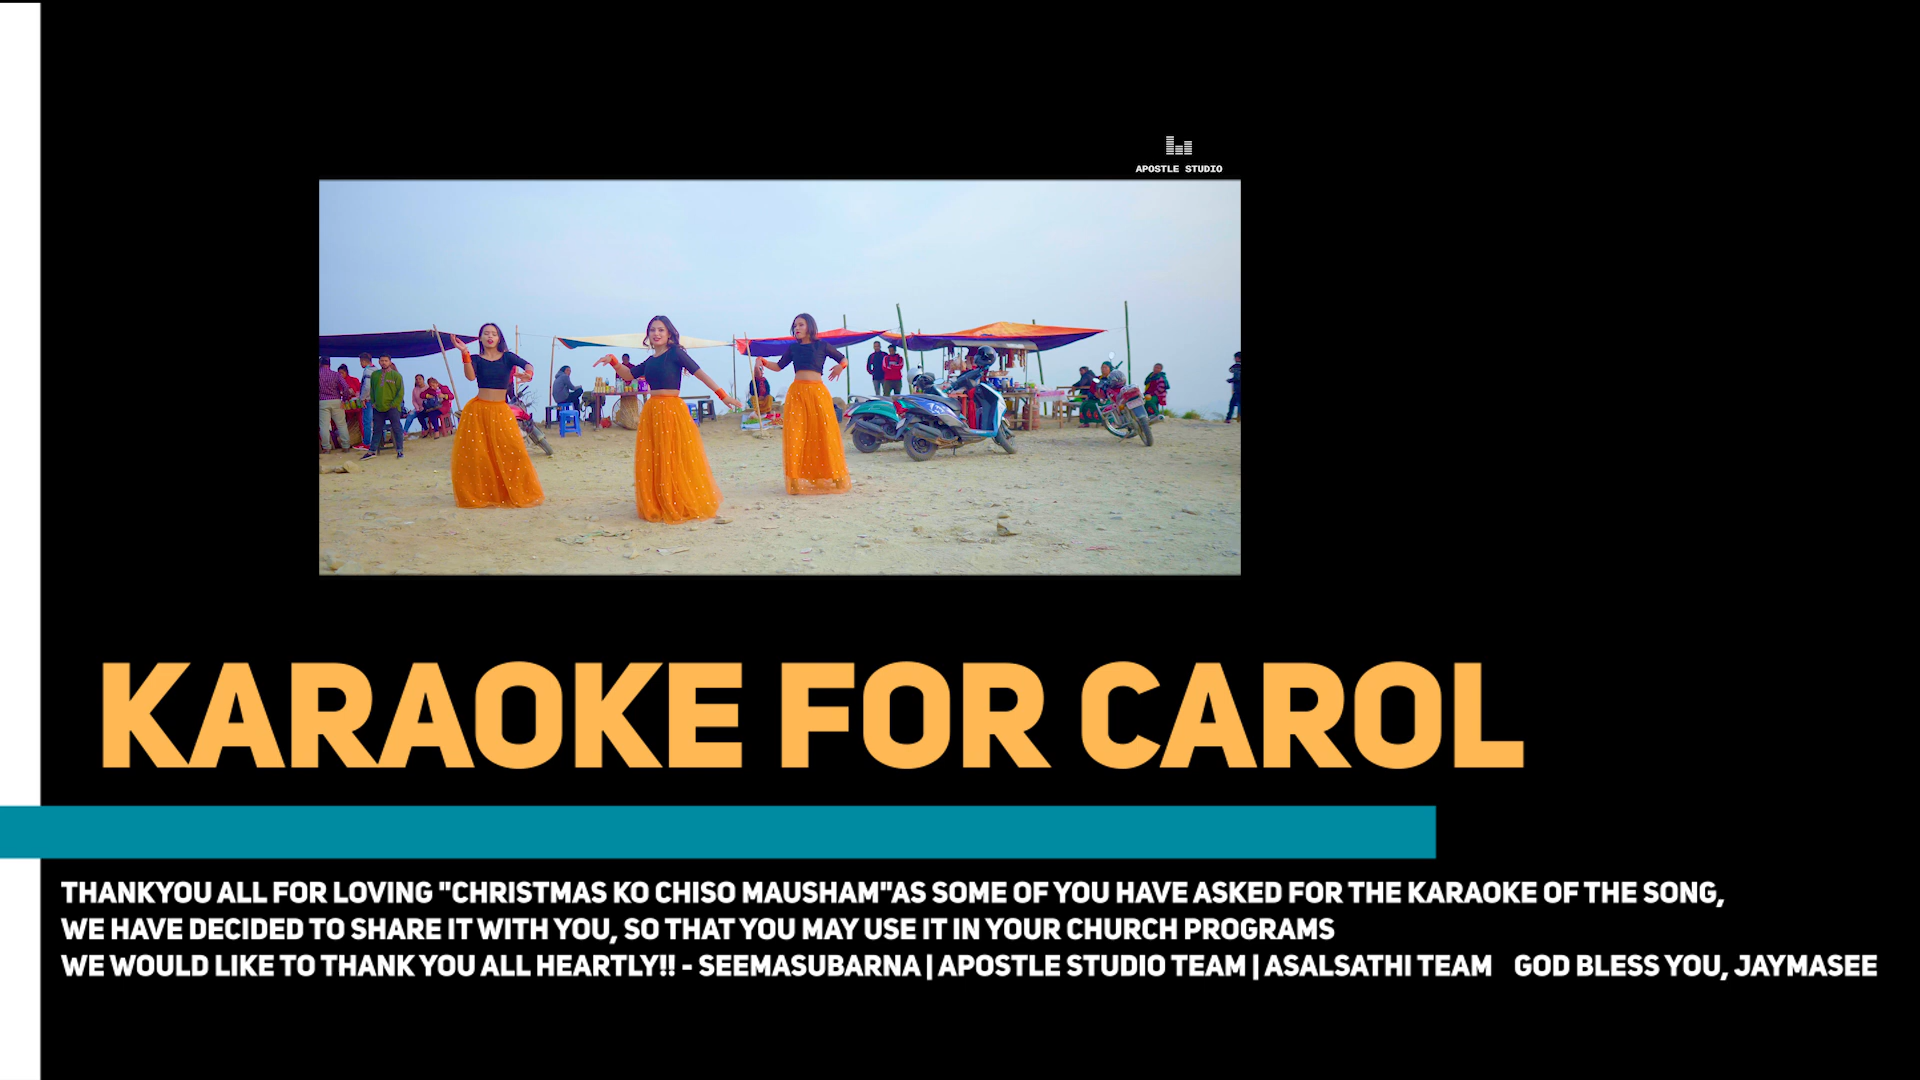 APOSTLE STUDIO
KARAOKE FOR CAROL
THANKYOU ALL FOR LOVING "CHRISTMAS KO CHISO MAUSHAM"AS SOME OF YOU HAVE ASKED FOR THE KARAOKE OF THE SONG,
WE HAVE DECIDED TO SHARE IT WITH YOU, SO THAT YOU MAY USE IT IN YOUR CHURCH PROGRAMS
WE WOULD LIKE TO THANK YOU ALL HEARTLY!! - SEEMASUBARNA | APOSTLE STUDIO TEAM | ASALSATHI TEAM GOD BLESS YOU, JAYMASEE